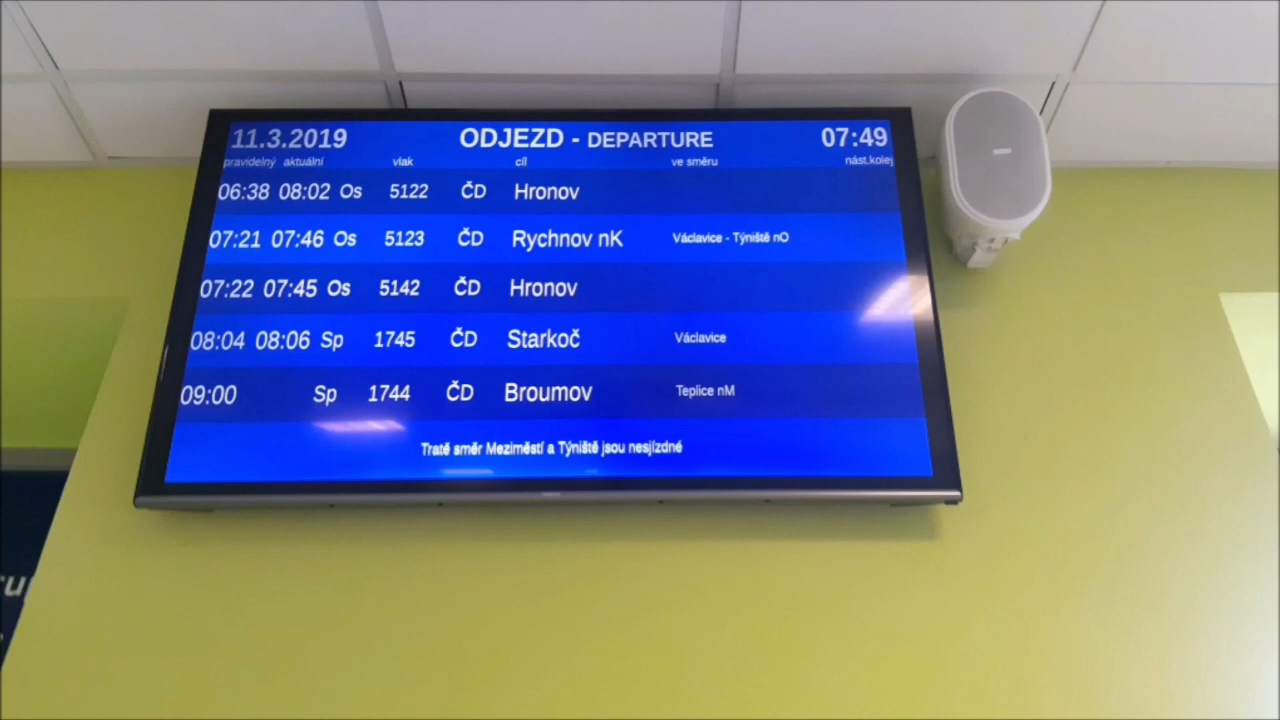 11.3.2019 ODJEZD - DEPARTURE 07:49
pravidelný aktuální vlak cíl ve směru nást.kolej
06:38 08:02 Os 5122 ČD Hronov
07:21 07:46 Os 5123 ČD Rychnov nK Václavice - Týniště nO
07:22 07:45 Os 5142 ČD Hronov
08:04 08:06 Sp 1745 ČD Starkoč Václavice
09:00 Sp 1744 ČD Broumov Teplice nM
Tratě směr Meziměstí a Týniště jsou nesjízdné